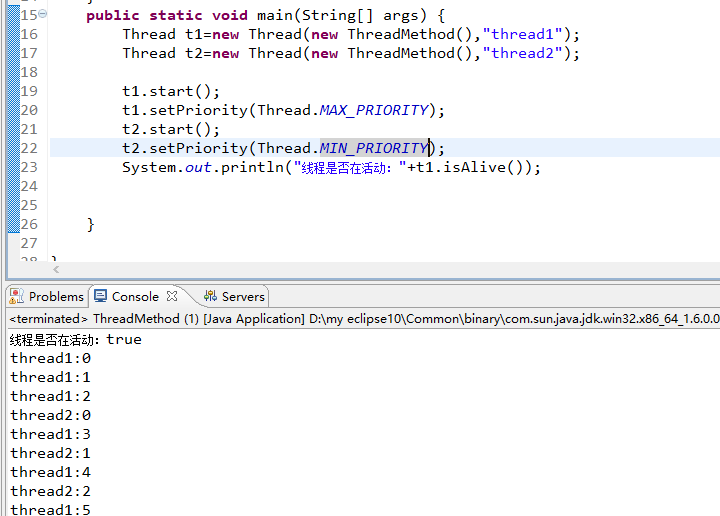 15 public static void main(String[] args) {
16 Thread t1=new Thread(new ThreadMethod(),"thread1");
17 Thread t2=new Thread(new ThreadMethod(),"thread2");
18
19 t1.start();
20 t1.setPriority(Thread.MAX_PRIORITY);
21 t2.start();
22 t2.setPriority(Thread.MIN_PRIORITY);
23 System.out.println("线程是否在活动："+t1.isAlive());
24
25
26 }
27
28 }
Problems Console Servers
<terminated> ThreadMethod (1) [Java Application] D:\my eclipse10\Common\binary\com.sun.java.jdk.win32.x86_64_1.6.0.0
线程是否在活动：true
thread1:0
thread1:1
thread1:2
thread2:0
thread1:3
thread2:1
thread1:4
thread2:2
thread1:5